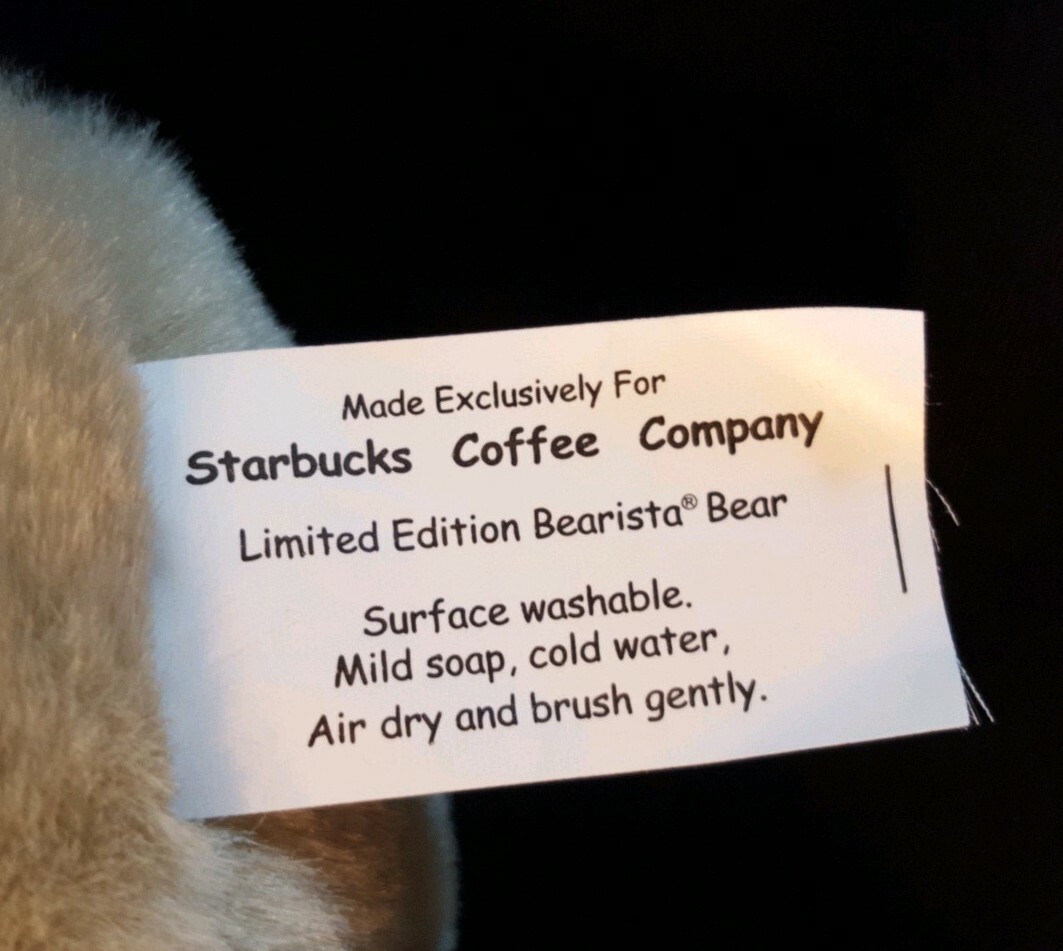 Made Exclusively For
Starbucks Coffee Company
Limited Edition Bearista® Bear
Surface washable.
Mild soap, cold water,
Air dry and brush gently.